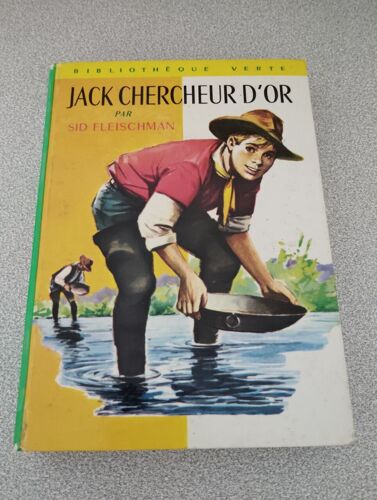 BIBLIOTHÈQUE VERTE
JACK CHERCHEUR D'OR
PAR
SID FLEISCHMAN